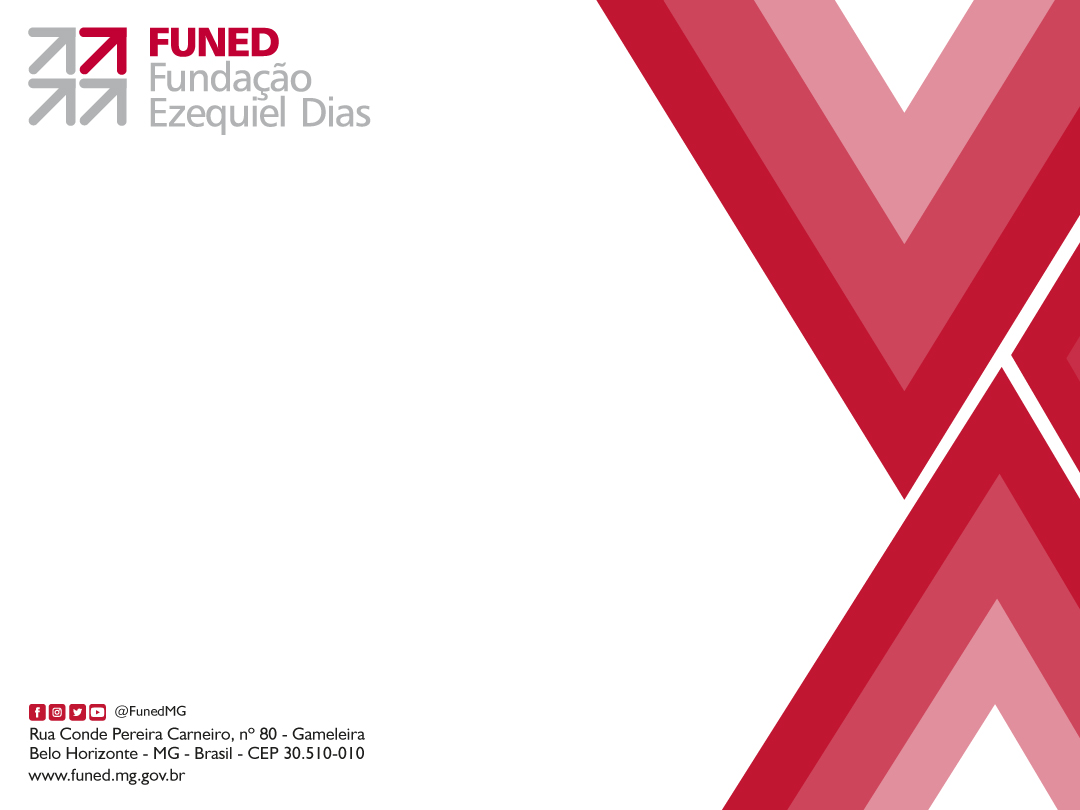 FUNED
Fundação
Ezequiel Dias
@FunedMG
Rua Conde Pereira Carneiro, nº 80 - Gameleira
Belo Horizonte - MG - Brasil - CEP 30.510-010
www.funed.mg.gov.br